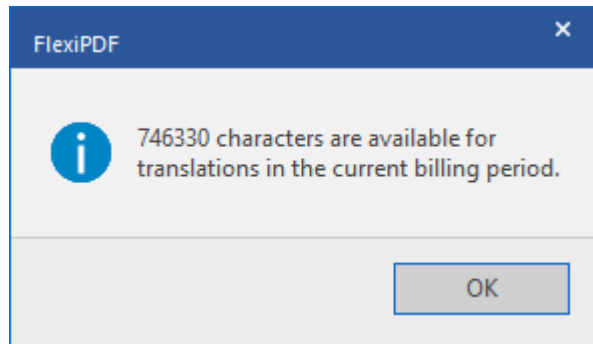 FlexiPDF
746330 characters are available for
translations in the current billing period.
OK